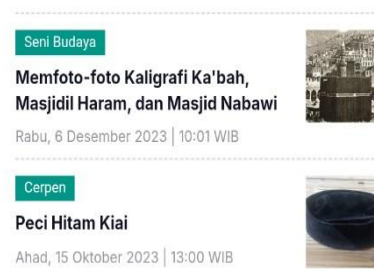 Seni Budaya
Memfoto-foto Kaligrafi Ka'bah,
Masjidil Haram, dan Masjid Nabawi
Rabu, 6 Desember 2023 | 10:01 WIB
Cerpen
Peci Hitam Kiai
Ahad, 15 Oktober 2023 | 13:00 WIB